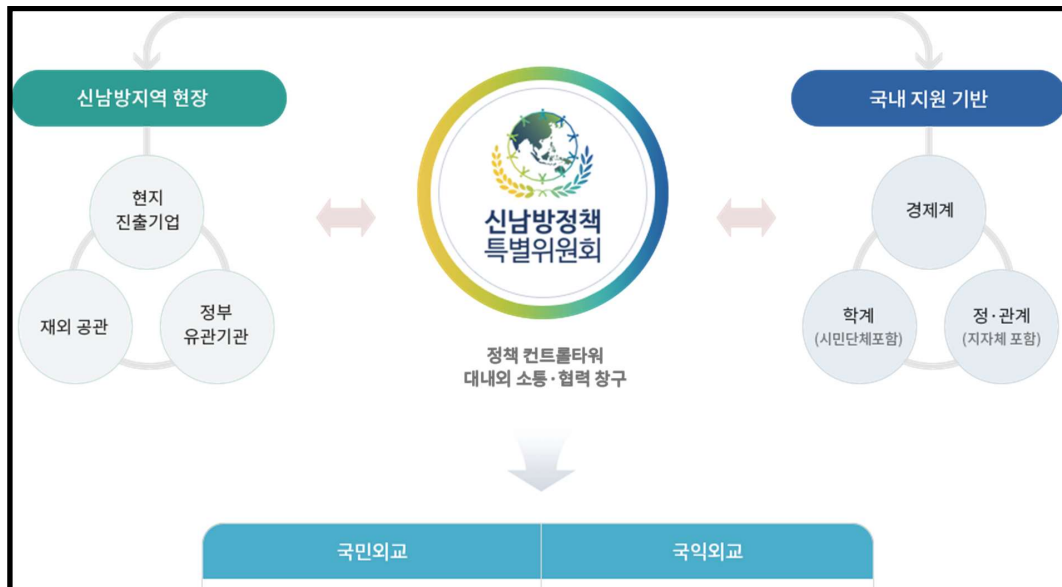 신남방지역 현장
현지
진출기업
재외 공관
정부
유관기관
신남방정책
특별위원회
정책 컨트롤타워
대내외 소통·협력 창구
국내 지원 기반
경제계
학계
(시민단체포함)
정·관계
(지자체 포함)
국민외교
국익외교